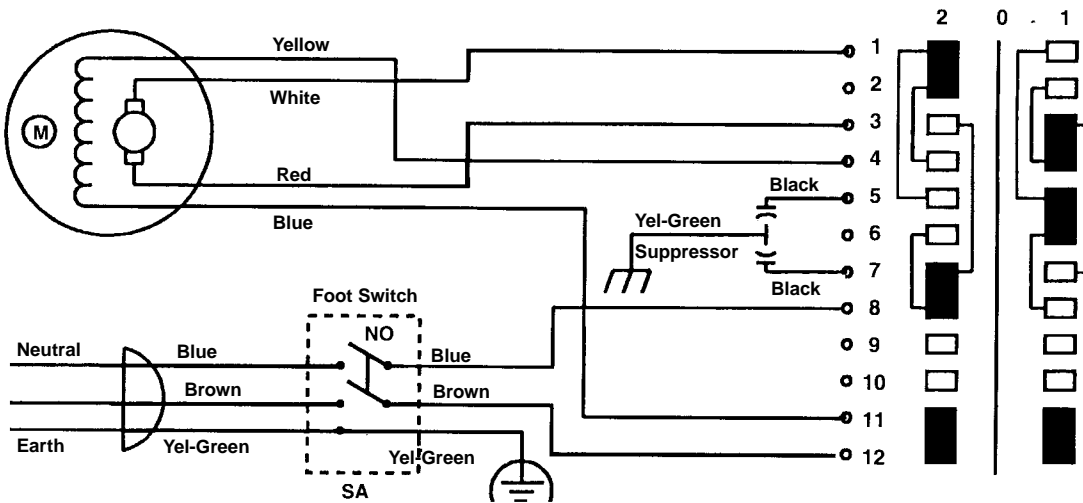 2 0 1
Yellow
1
White
2
3
M
4
Red
Black
5
Blue
Yel-Green
6
Suppressor
7
Black
Foot Switch
8
NO
Neutral
Blue
Blue
9
Brown
Brown
10
11
Earth
Yel-Green
Yel-Green
12
SA